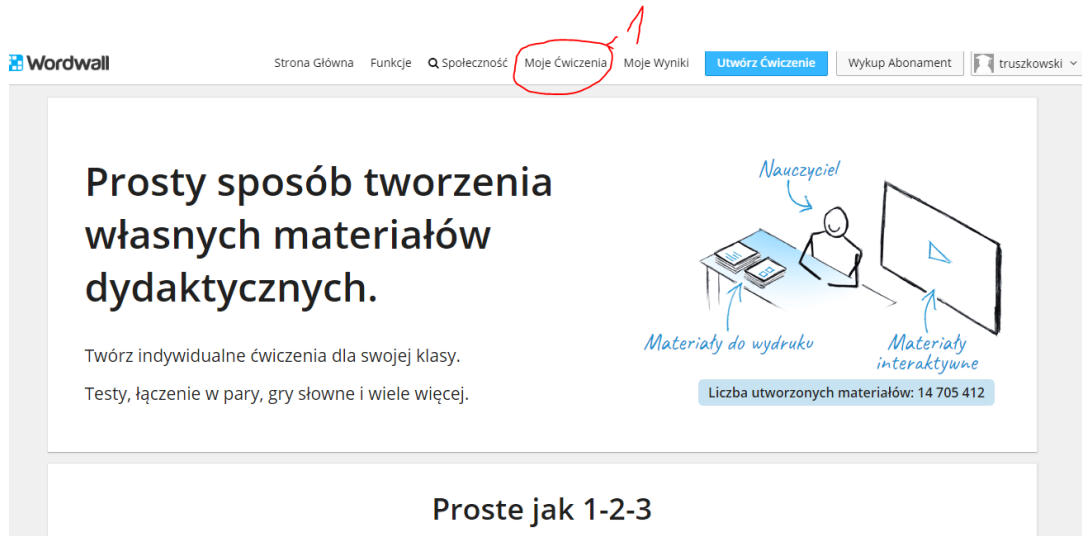 1
Wordwall Strona Główna Funkcje Społeczność Moje Ćwiczenia Moje Wyniki Utwórz Ćwiczenie Wykup Abonament truszkowski
Prosty sposób tworzenia
własnych materiałów
dydaktycznych.
Twórz indywidualne ćwiczenia dla swojej klasy.
Testy, łączenie w pary, gry słowne i wiele więcej.
Nauczyciel
Materiały do wydruku
Materiały
interaktywne
Liczba utworzonych materiałów: 14 705 412
Proste jak 1-2-3